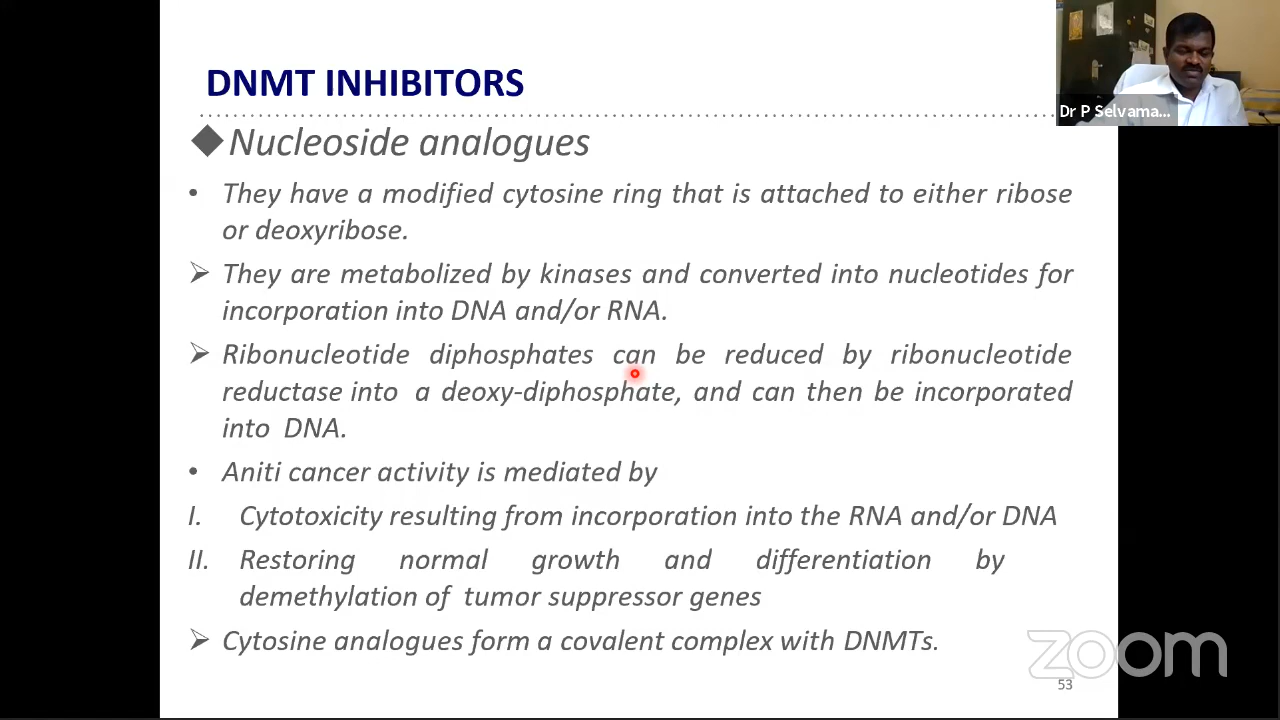 DNMT INHIBITORS
Dr P Selvama...
◆Nucleoside analogues
• They have a modified cytosine ring that is attached to either ribose
or deoxyribose.
➢ They are metabolized by kinases and converted into nucleotides for
incorporation into DNA and/or RNA.
➢ Ribonucleotide diphosphates can be reduced by ribonucleotide
reductase into a deoxy-diphosphate, and can then be incorporated
into DNA.
• Aniti cancer activity is mediated by
I. Cytotoxicity resulting from incorporation into the RNA and/or DNA
II. Restoring normal growth and differentiation by
demethylation of tumor suppressor genes
➢ Cytosine analogues form a covalent complex with DNMTs.
zoom
53